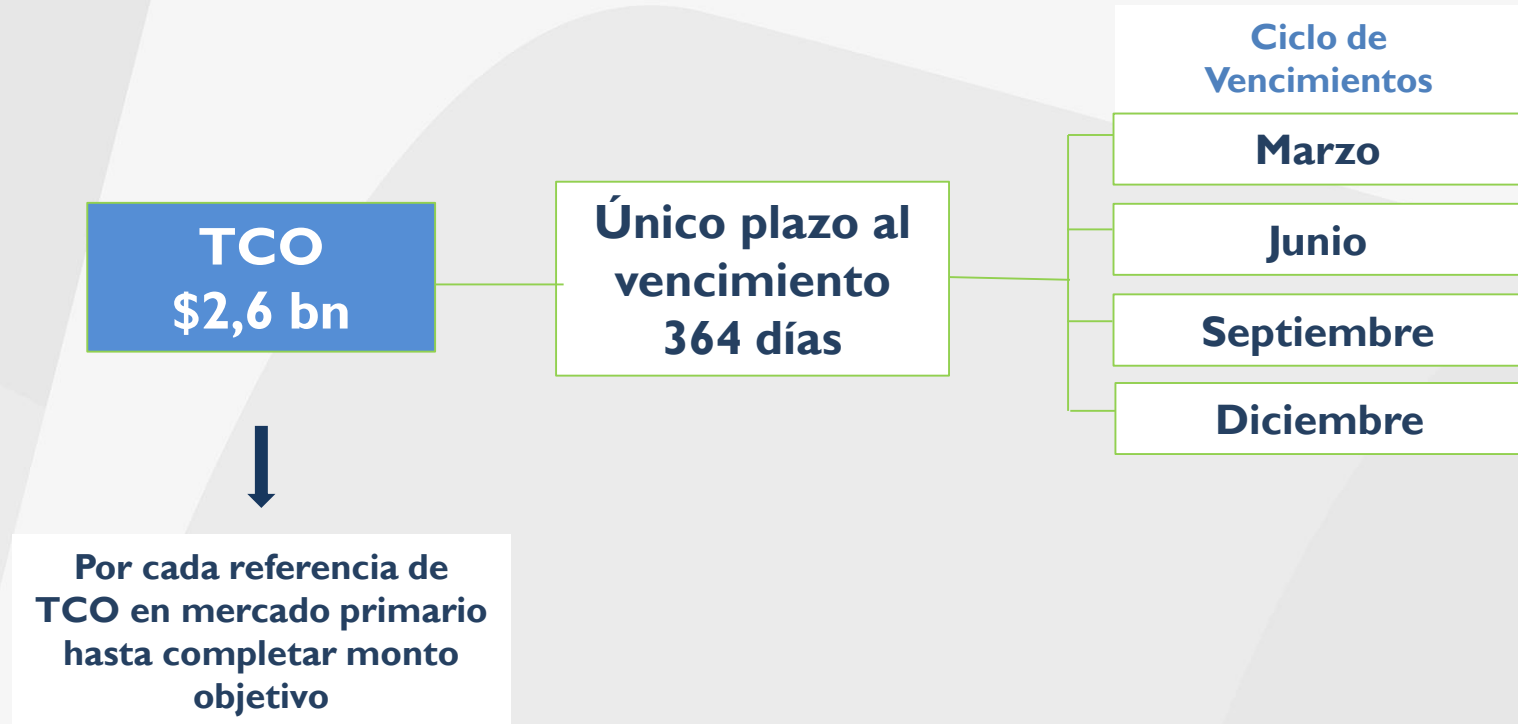 TCO
$2,6 bn
Por cada referencia de
TCO en mercado primario
hasta completar monto
objetivo
Único plazo al
vencimiento
364 días
Ciclo de
Vencimientos
Marzo
Junio
Septiembre
Diciembre